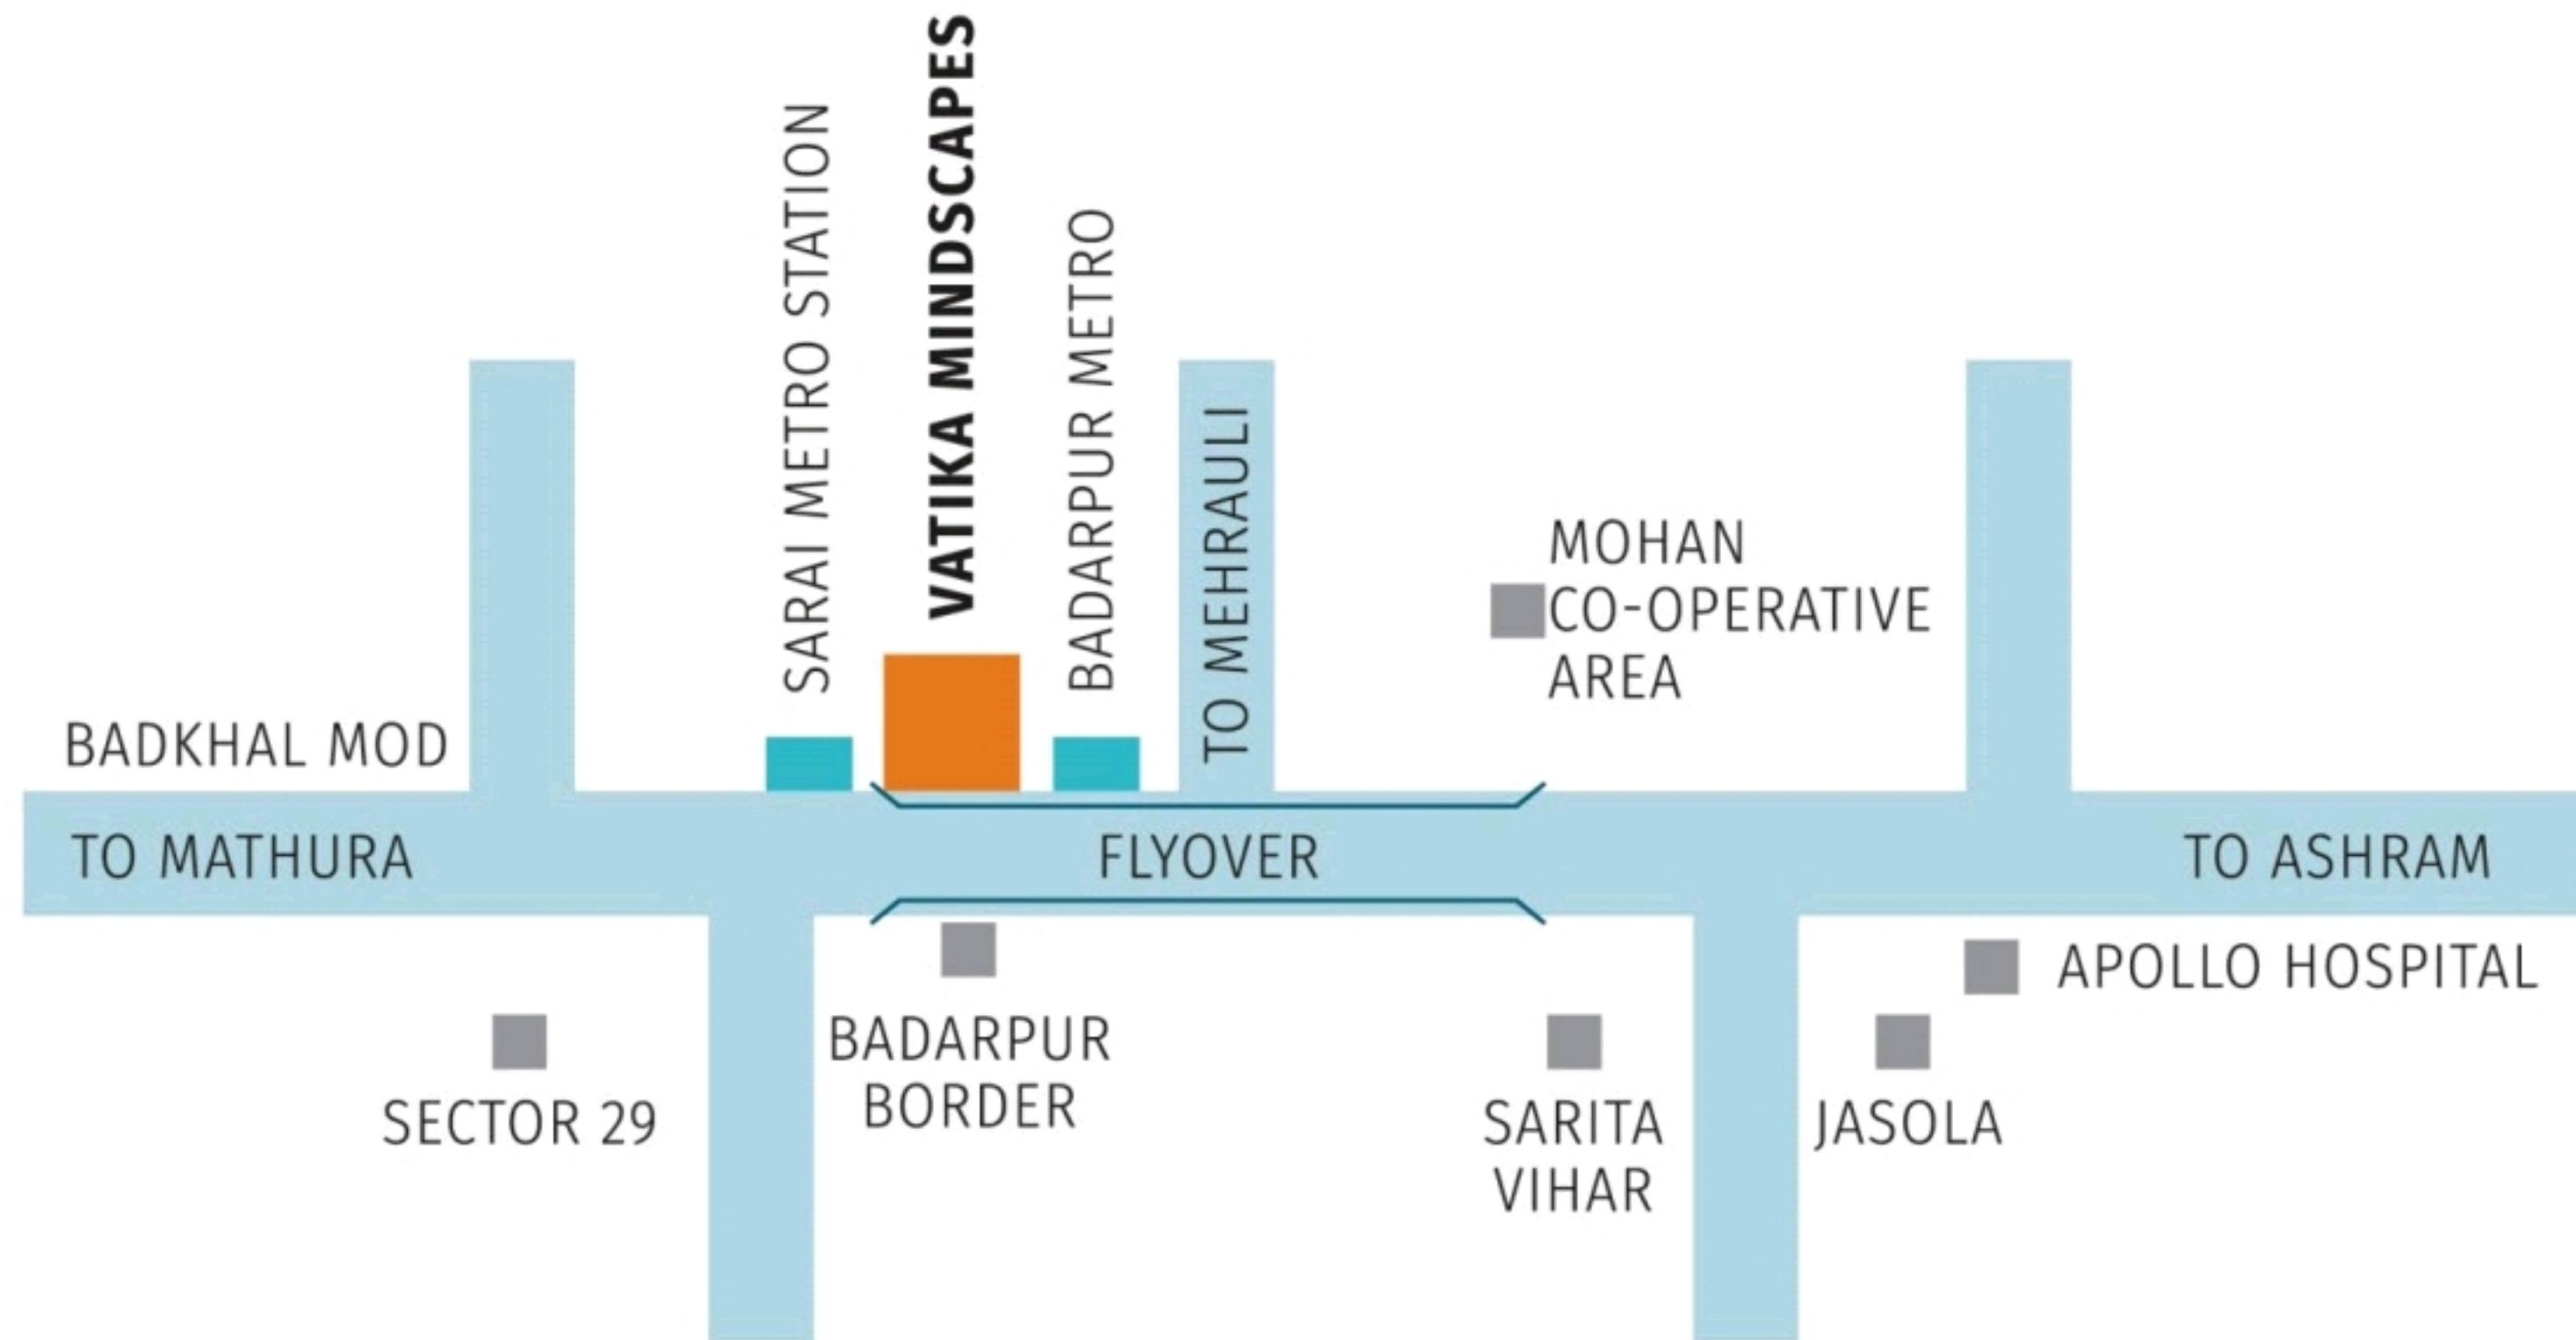 SARAI METRO STATION
VATIKA MINDSCAPES
BADARPUR METRO
TO MEHRAULI
MOHAN
CO-OPERATIVE
AREA
BADKHAL MOD
TO MATHURA
FLYOVER
TO ASHRAM
APOLLO HOSPITAL
BADARPUR
BORDER
SECTOR 29
SARITA
VIHAR
JASOLA